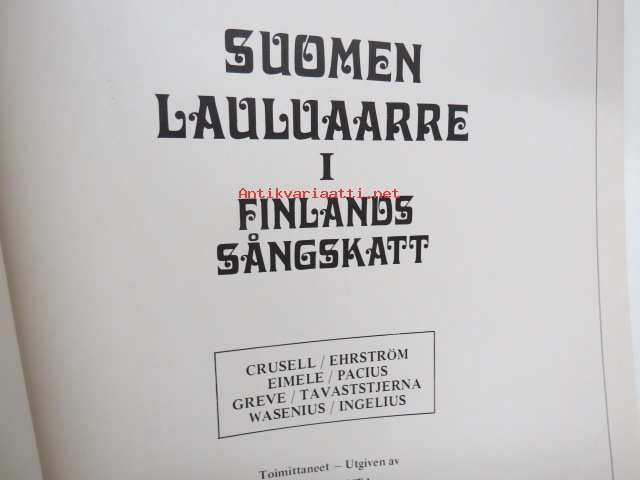 SUOMEN
LAULUAARRE
I
Antikvariaatti.net
FINLANDS
SÅNGSKATT
CRUSELL / EHRSTRÖM
EIMELE / PACIUS
GREVE / TAVASTSTJERNA
WASENIUS / INGELIUS
Toimittaneet – Utgiven av